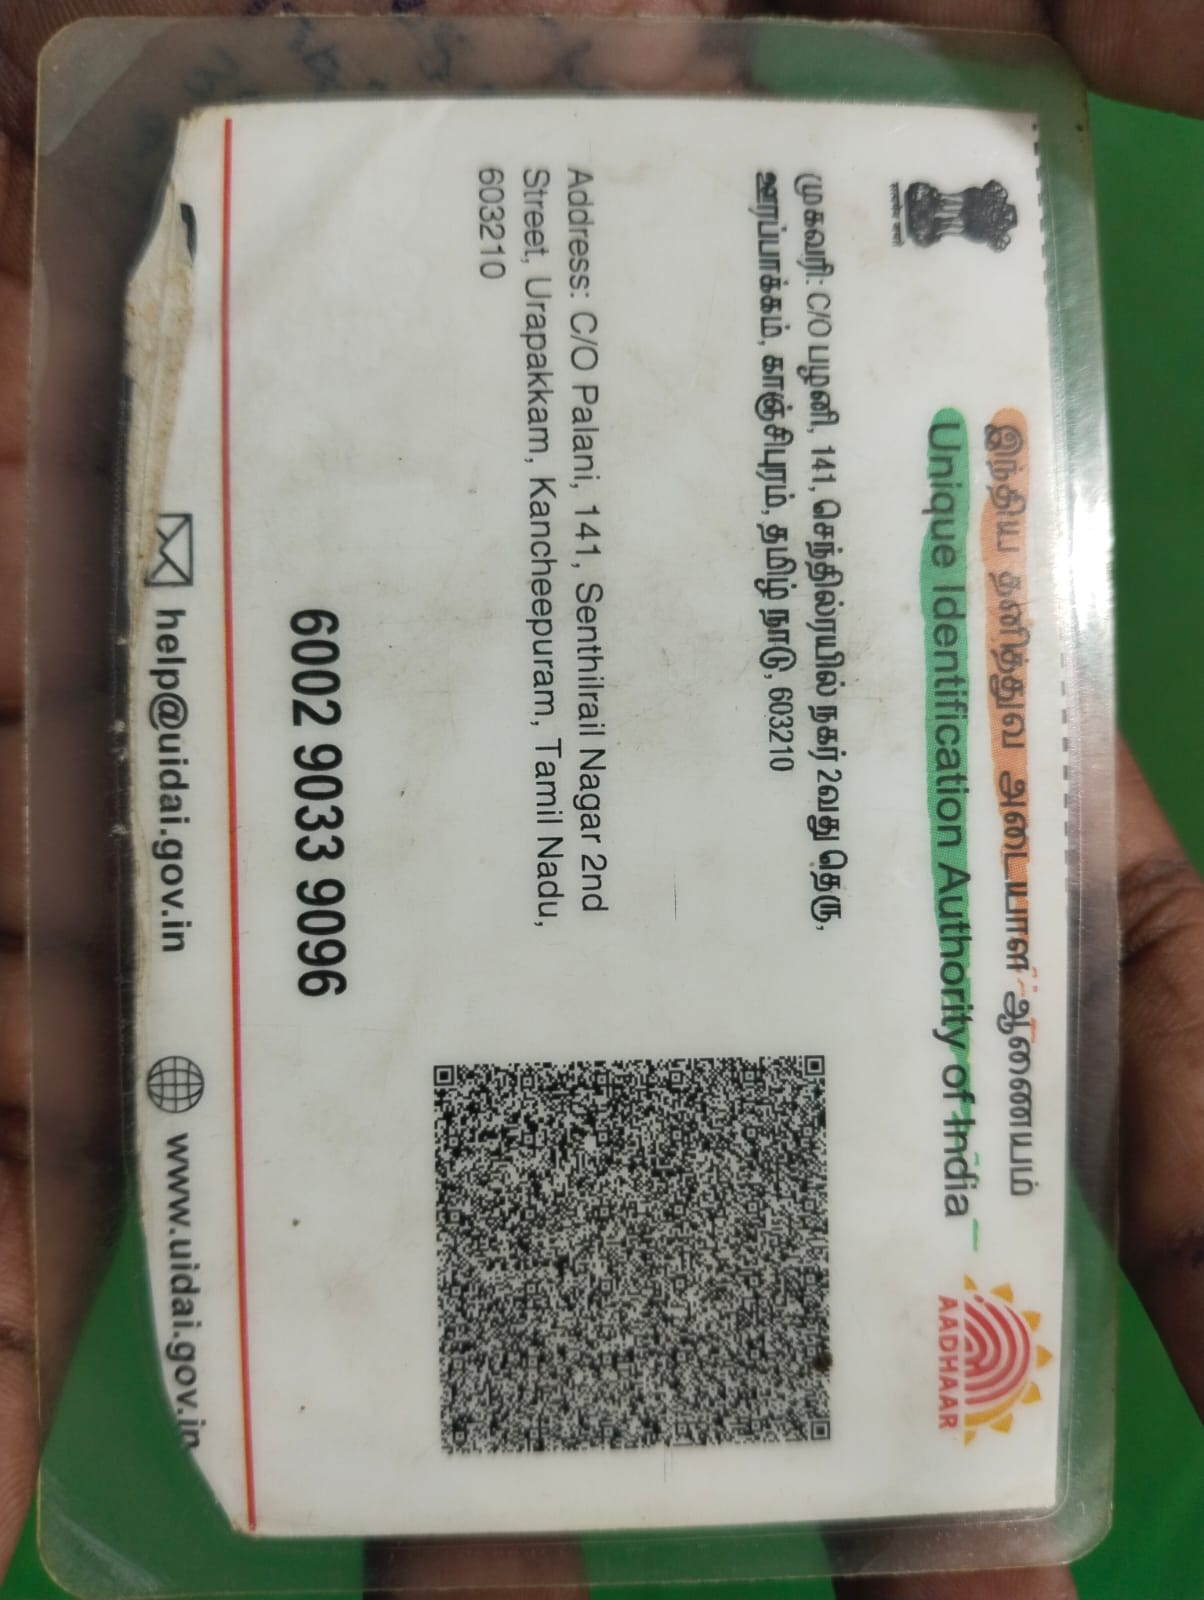 இந்திய தனித்துவ அடையாள ஆணையம்
Unique Identification Authority of India
AADHAAR
முகவரி: C/O பழனி, 141, செந்தில்ரயில் நகர் 2வது தெரு,
ஊரப்பாக்கம், காஞ்சிபுரம், தமிழ் நாடு, 603210
Address: C/O Palani, 141, Senthilrail Nagar 2nd
Street, Urapakkam, Kancheepuram, Tamil Nadu,
603210
6002 9033 9096
help@uidai.gov.in
www.uidai.gov.in